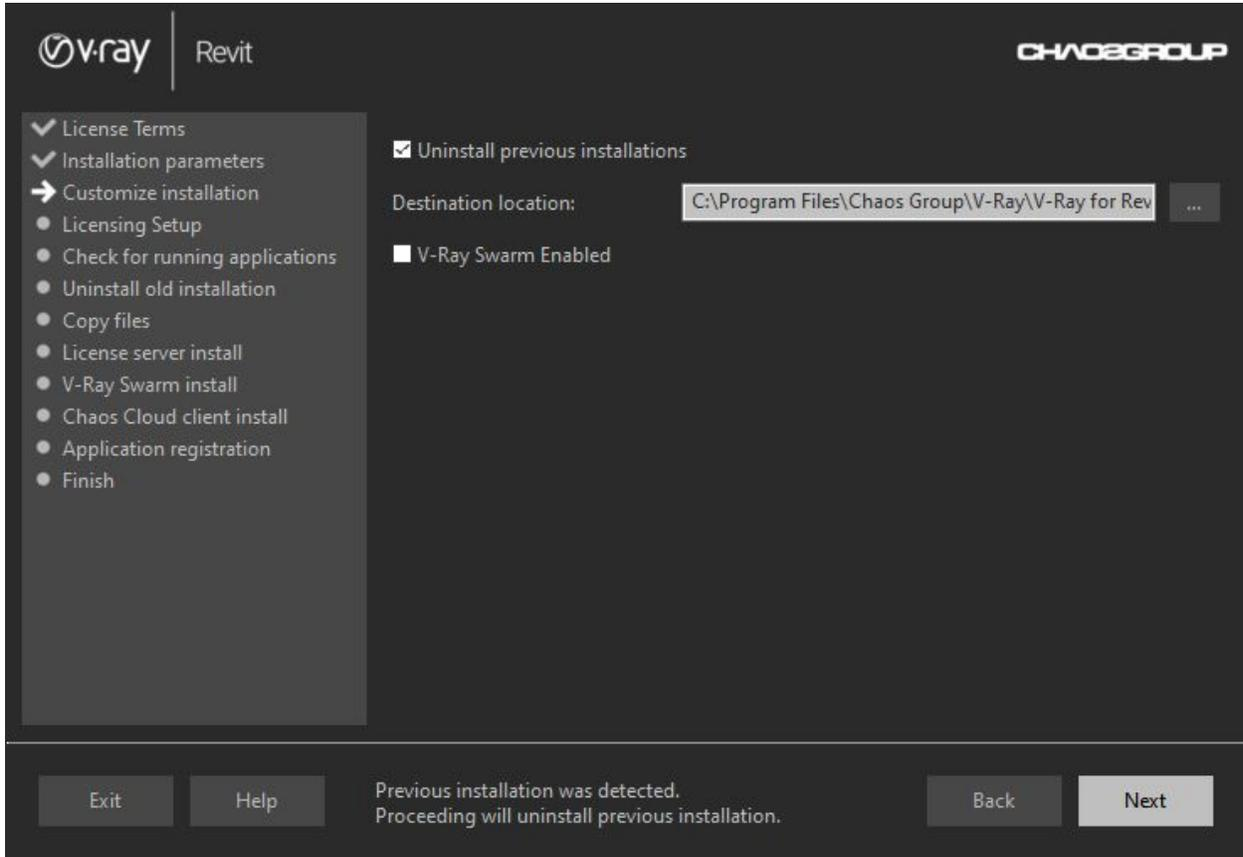 v·ray
Revit
CHAOSGROUP
License Terms
Installation parameters
Customize installation
Licensing Setup
Check for running applications
Uninstall old installation
Copy files
License server install
V-Ray Swarm install
Chaos Cloud client install
Application registration
Finish
Uninstall previous installations
Destination location:
C:\Program Files\Chaos Group\V-Ray\V-Ray for Rev
...
V-Ray Swarm Enabled
Exit
Help
Previous installation was detected.
Proceeding will uninstall previous installation.
Back
Next